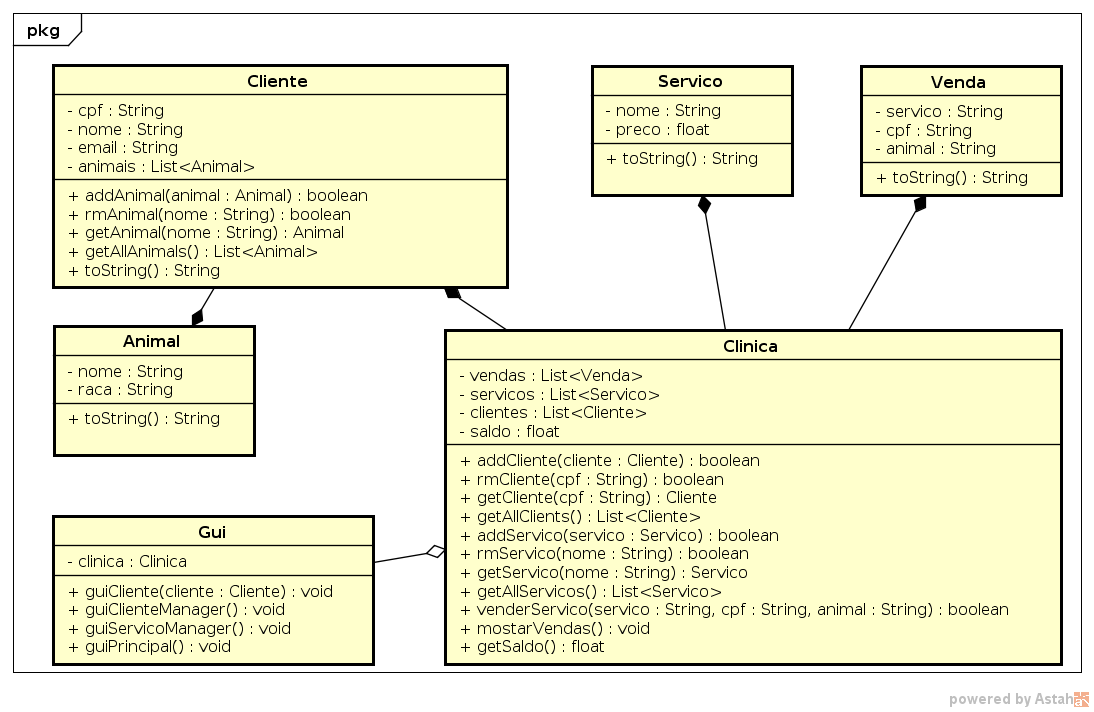 pkg
Cliente
- cpf : String
- nome : String
- email : String
- animais : List<Animal>
+ addAnimal(animal : Animal) : boolean
+ rmAnimal(nome : String) : boolean
+ getAnimal(nome : String) : Animal
+ getAllAnimals() : List<Animal>
+ toString() : String
Servico
- nome : String
- preco : float
+ toString() : String
Venda
- servico : String
- cpf : String
- animal : String
+ toString() : String
Animal
- nome : String
- raca : String
+ toString() : String
Clinica
- vendas : List<Venda>
- servicos : List<Servico>
- clientes : List<Cliente>
- saldo : float
+ addCliente(cliente : Cliente) : boolean
+ rmCliente(cpf : String) : boolean
+ getCliente(cpf : String) : Cliente
+ getAllClients() : List<Cliente>
+ addServico(servico : Servico) : boolean
+ rmServico(nome : String) : boolean
+ getServico(nome : String) : Servico
+ getAllServicos() : List<Servico>
+ venderServico(servico : String, cpf : String, animal : String) : boolean
+ mostarVendas() : void
+ getSaldo() : float
Gui
- clinica : Clinica
+ guiCliente(cliente : Cliente) : void
+ guiClienteManager() : void
+ guiServicoManager() : void
+ guiPrincipal() : void
powered by Astah